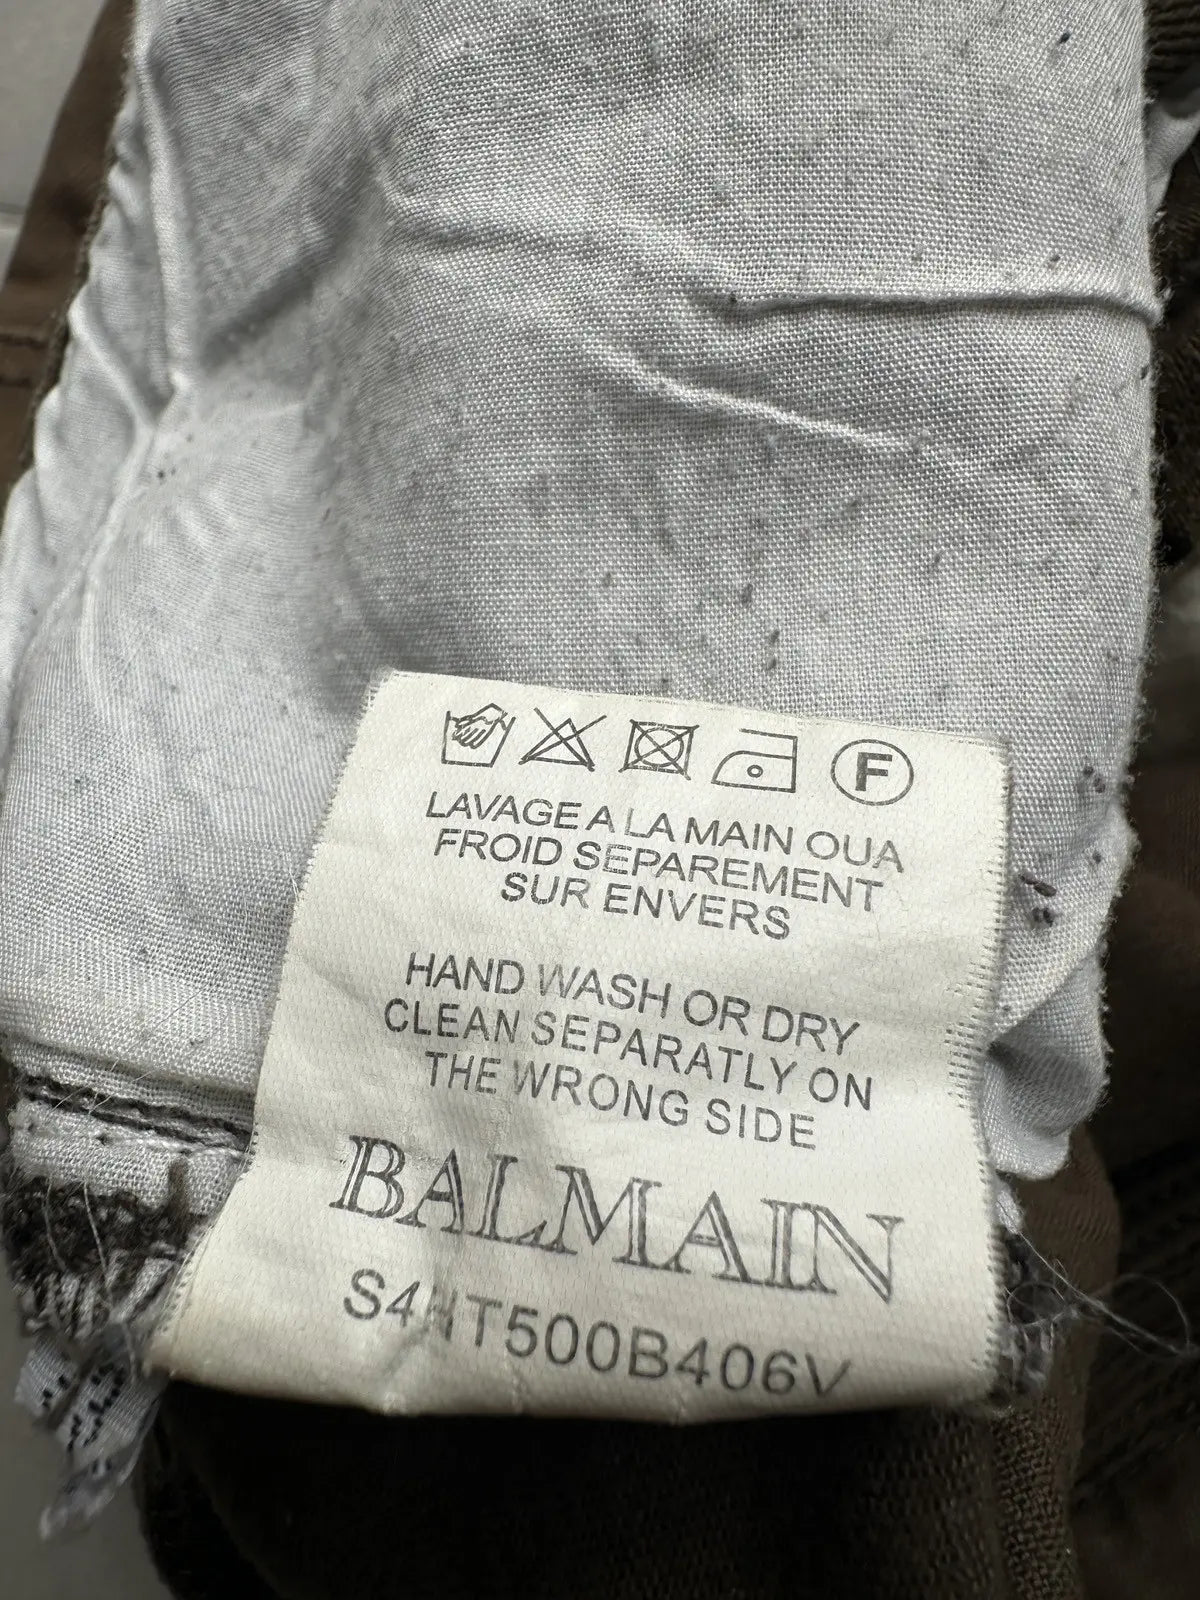 F
LAVAGE A LA MAIN OUA
FROID SEPAREMENT
SUR ENVERS
HAND WASH OR DRY
CLEAN SEPARATLY ON
THE WRONG SIDE
BALMAIN
S4HT500B406V